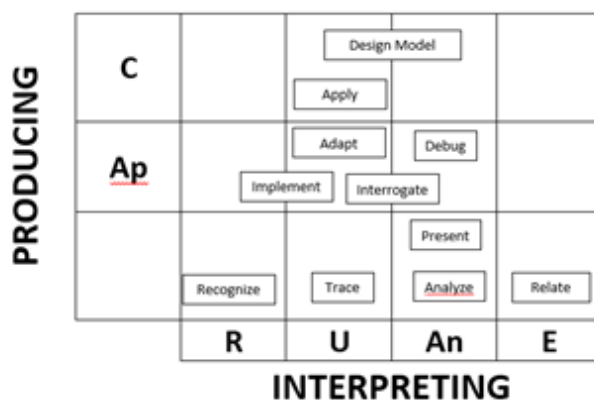 PRODUCING
C
Design Model
Apply
Ap
Adapt
Debug
Implement
Interrogate
Present
Recognize
Trace
Analyze
Relate
R
U
An
E
INTERPRETING